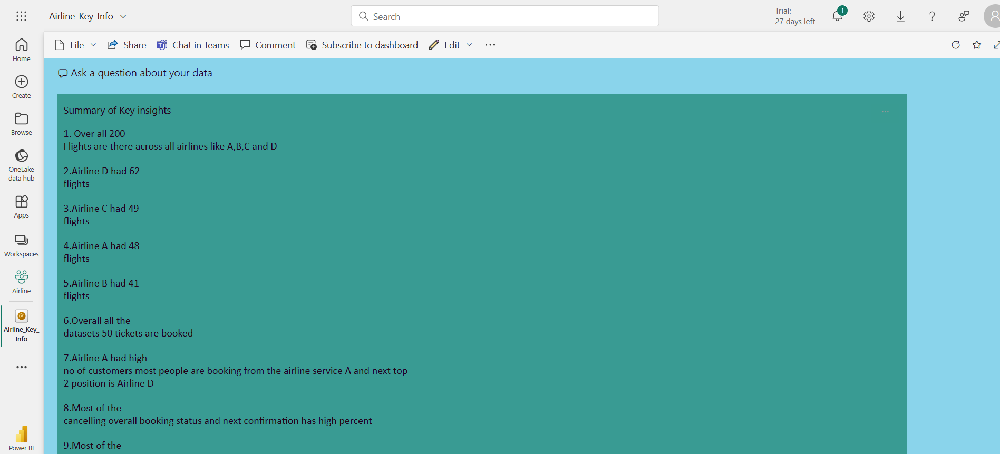 Airline_Key_Info
Search
Trial:
27 days left
1
File
Share
Chat in Teams
Comment
Subscribe to dashboard
Edit
Home
Create
Browse
OneLake
data hub
Apps
Workspaces
Airline
Airline_Key_
Info
Power BI
Ask a question about your data
Summary of Key insights
1. Over all 200
Flights are there across all airlines like A,B,C and D
2.Airline D had 62
flights
3.Airline C had 49
flights
4.Airline A had 48
flights
5.Airline B had 41
flights
6.Overall all the
datasets 50 tickets are booked
7.Airline A had high
no of customers most people are booking from the airline service A and next top
2 position is Airline D
8.Most of the
cancelling overall booking status and next confirmation has high percent
9.Most of the